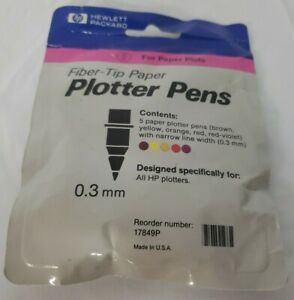 hp
HEWLETT
PACKARD
For Paper Plots
Fiber-Tip Paper
Plotter Pens
Contents:
5 paper plotter pens (brown,
yellow, orange, red, red-violet)
with narrow line width (0.3 mm)
Designed specifically for:
All HP plotters.
0.3 mm
Reorder number:
17849P
Made in U.S.A.